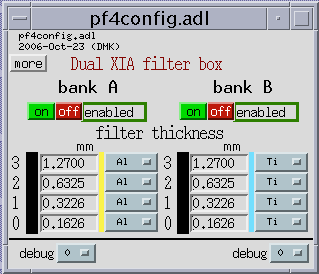 pf4config.adl
pf4config.adl
2006-Oct-23 (DMK)
more Dual XIA filter box
bank A bank B
on off enabled on off enabled
filter thickness
mm mm
3 1.2700 Al 1.2700 Ti
2 0.6325 Al 0.6325 Ti
1 0.3226 Al 0.3226 Ti
0 0.1626 Al 0.1626 Ti
debug 0 debug 0